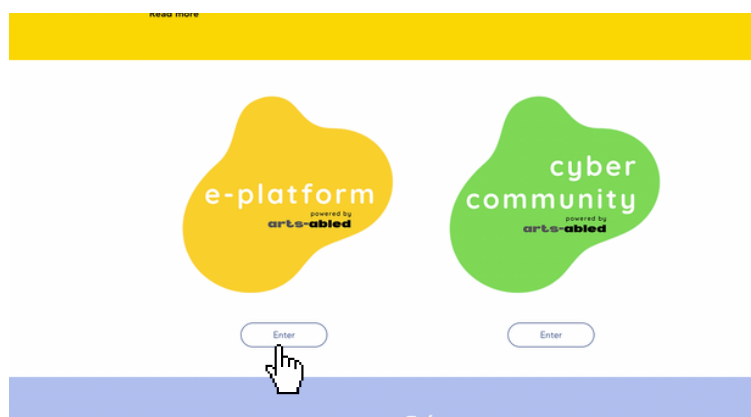 Read more
e-platform
powered by
arts-abled
cyber
community
powered by
arts-abled
Enter
Enter